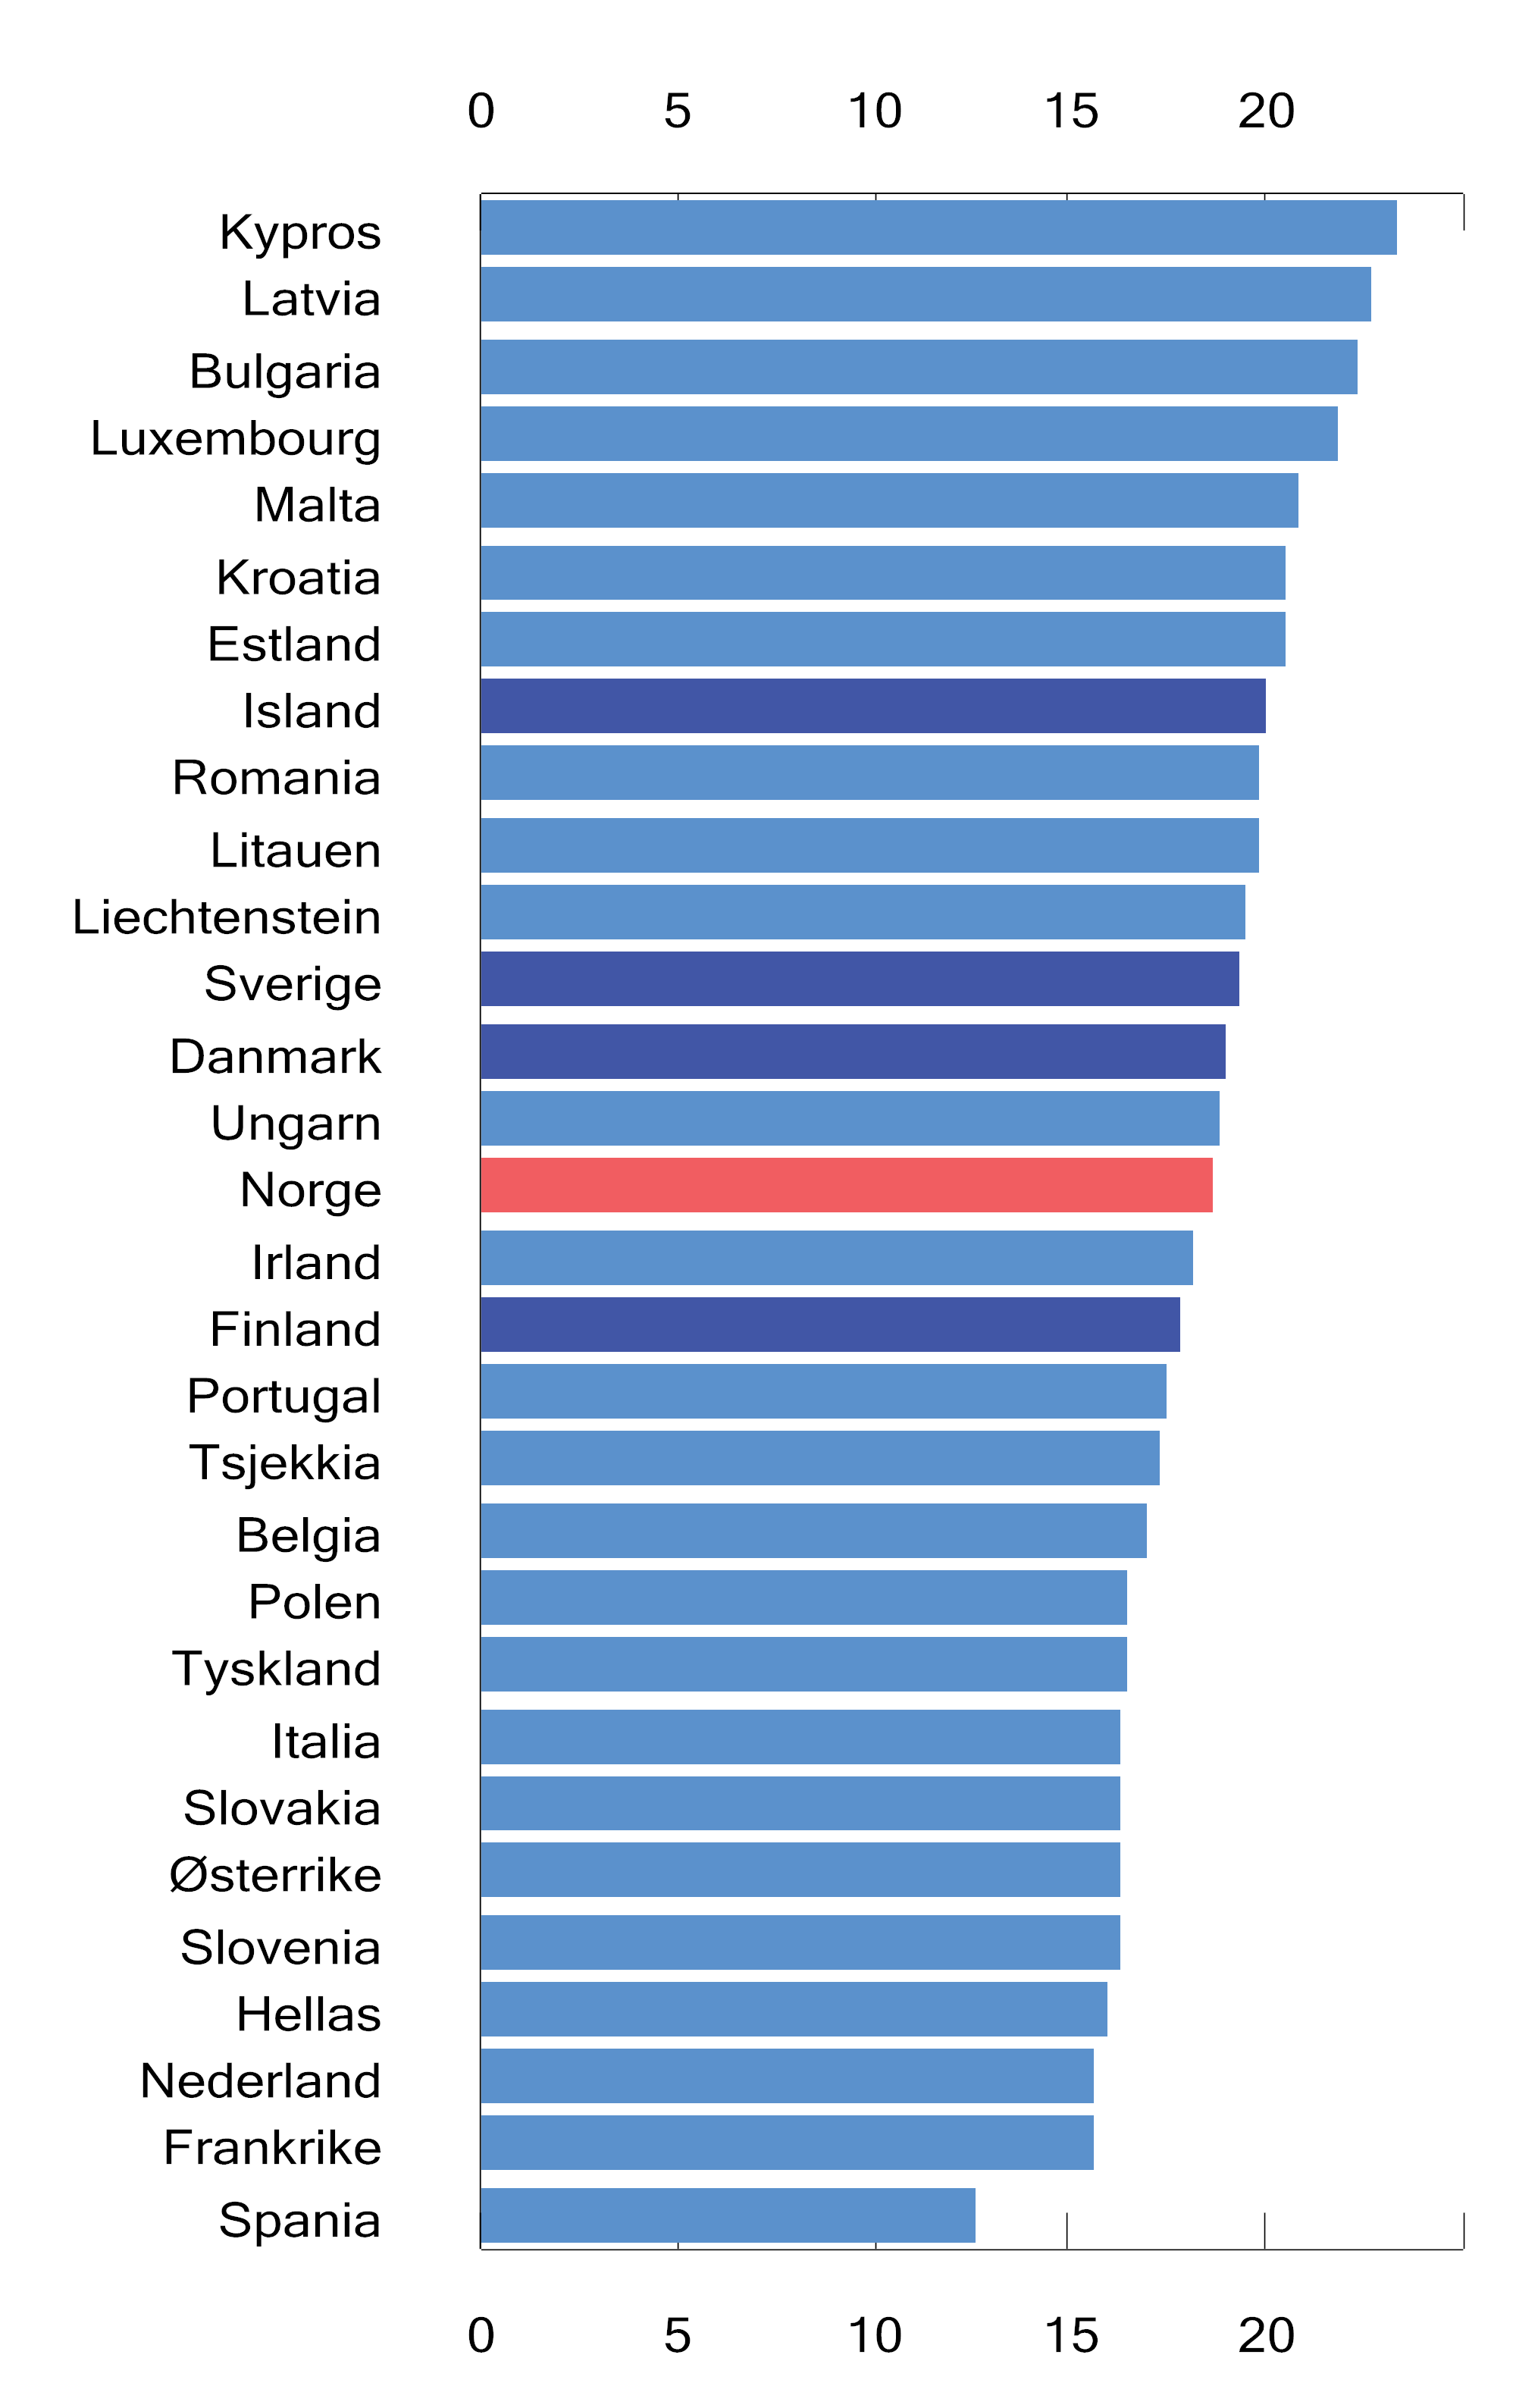 0 5 10 15 20
Kypros
Latvia
Bulgaria
Luxembourg
Malta
Kroatia
Estland
Island
Romania
Litauen
Liechtenstein
Sverige
Danmark
Ungarn
Norge
Irland
Finland
Portugal
Tsjekkia
Belgia
Polen
Tyskland
Italia
Slovakia
Østerrike
Slovenia
Hellas
Nederland
Frankrike
Spania
0 5 10 15 20